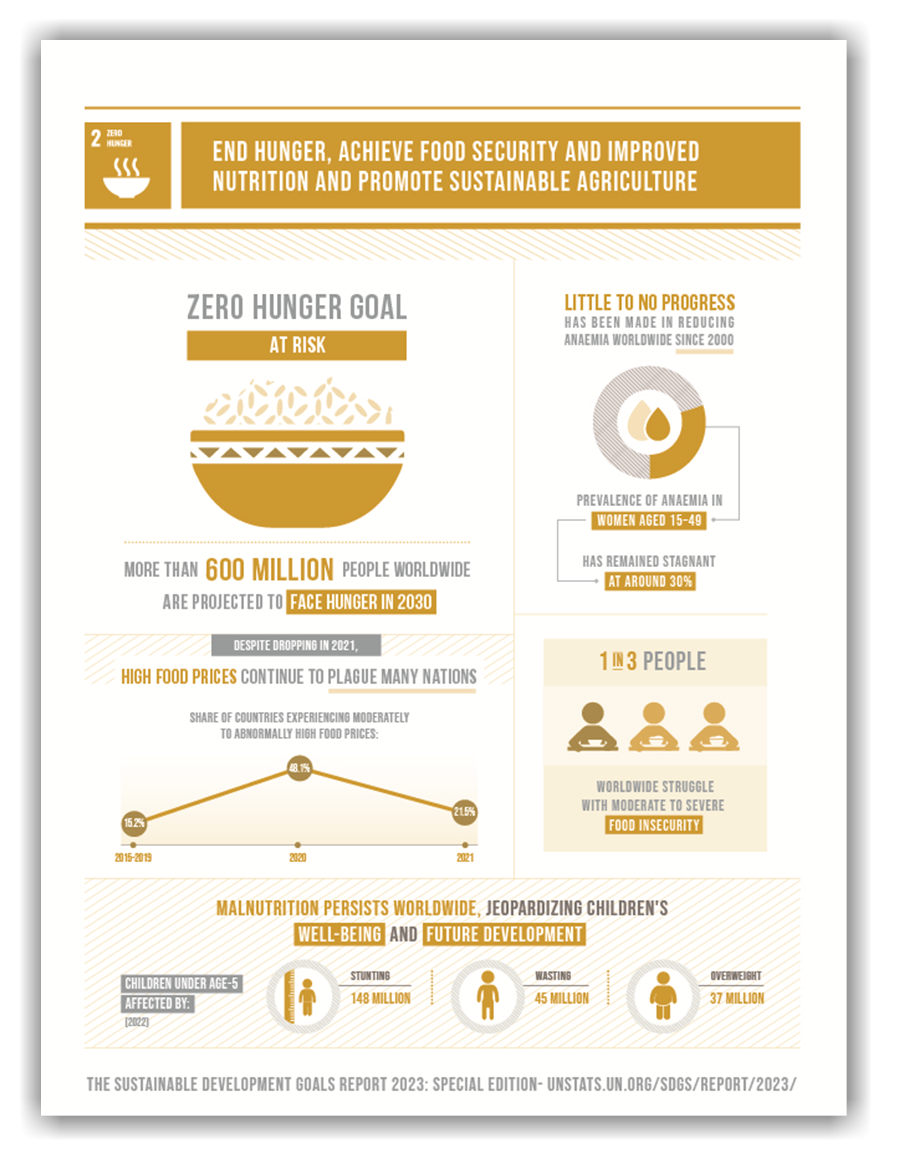 2 ZERO
HUNGER
END HUNGER, ACHIEVE FOOD SECURITY AND IMPROVED
NUTRITION AND PROMOTE SUSTAINABLE AGRICULTURE
ZERO HUNGER GOAL
AT RISK
MORE THAN 600 MILLION PEOPLE WORLDWIDE
ARE PROJECTED TO FACE HUNGER IN 2030
LITTLE TO NO PROGRESS
HAS BEEN MADE IN REDUCING
ANAEMIA WORLDWIDE SINCE 2000
PREVALENCE OF ANAEMIA IN
WOMEN AGED 15-49
HAS REMAINED STAGNANT
AT AROUND 30%
DESPITE DROPPING IN 2021,
HIGH FOOD PRICES CONTINUE TO PLAGUE MANY NATIONS
SHARE OF COUNTRIES EXPERIENCING MODERATELY
TO ABNORMALLY HIGH FOOD PRICES:
48.1%
21.5%
15.2%
2015-2019 2020 2021
1 IN 3 PEOPLE
WORLDWIDE STRUGGLE
WITH MODERATE TO SEVERE
FOOD INSECURITY
MALNUTRITION PERSISTS WORLDWIDE, JEOPARDIZING CHILDREN'S
WELL-BEING AND FUTURE DEVELOPMENT
CHILDREN UNDER AGE-5
AFFECTED BY:
(2022)
STUNTING
148 MILLION
WASTING
45 MILLION
OVERWEIGHT
37 MILLION
THE SUSTAINABLE DEVELOPMENT GOALS REPORT 2023: SPECIAL EDITION- UNSTATS.UN.ORG/SDGS/REPORT/2023/